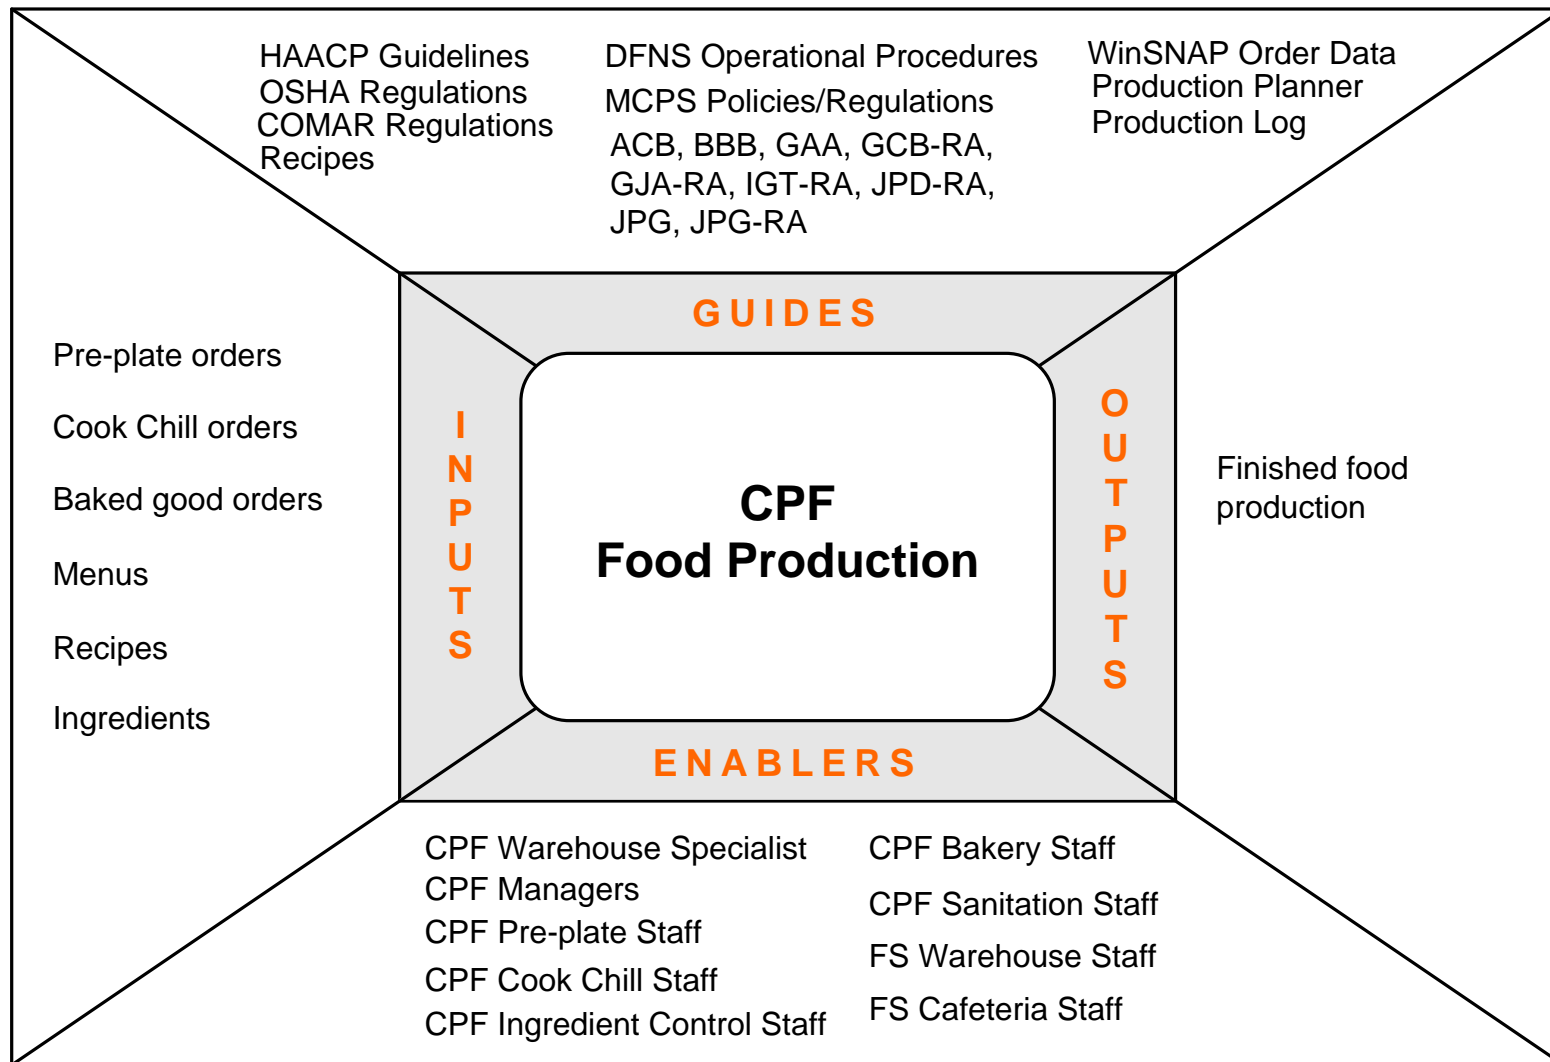 HAACP Guidelines
OSHA Regulations
COMAR Regulations
Recipes
DFNS Operational Procedures
MCPS Policies/Regulations
ACB, BBB, GAA, GCB-RA,
GJA-RA, IGT-RA, JPD-RA,
JPG, JPG-RA
WinSNAP Order Data
Production Planner
Production Log
GUIDES
Pre-plate orders
Cook Chill orders
Baked good orders
Menus
Recipes
Ingredients
INPUTS
CPF
Food Production
OUTPUTS
Finished food
production
ENABLERS
CPF Warehouse Specialist
CPF Managers
CPF Pre-plate Staff
CPF Cook Chill Staff
CPF Ingredient Control Staff
CPF Bakery Staff
CPF Sanitation Staff
FS Warehouse Staff
FS Cafeteria Staff